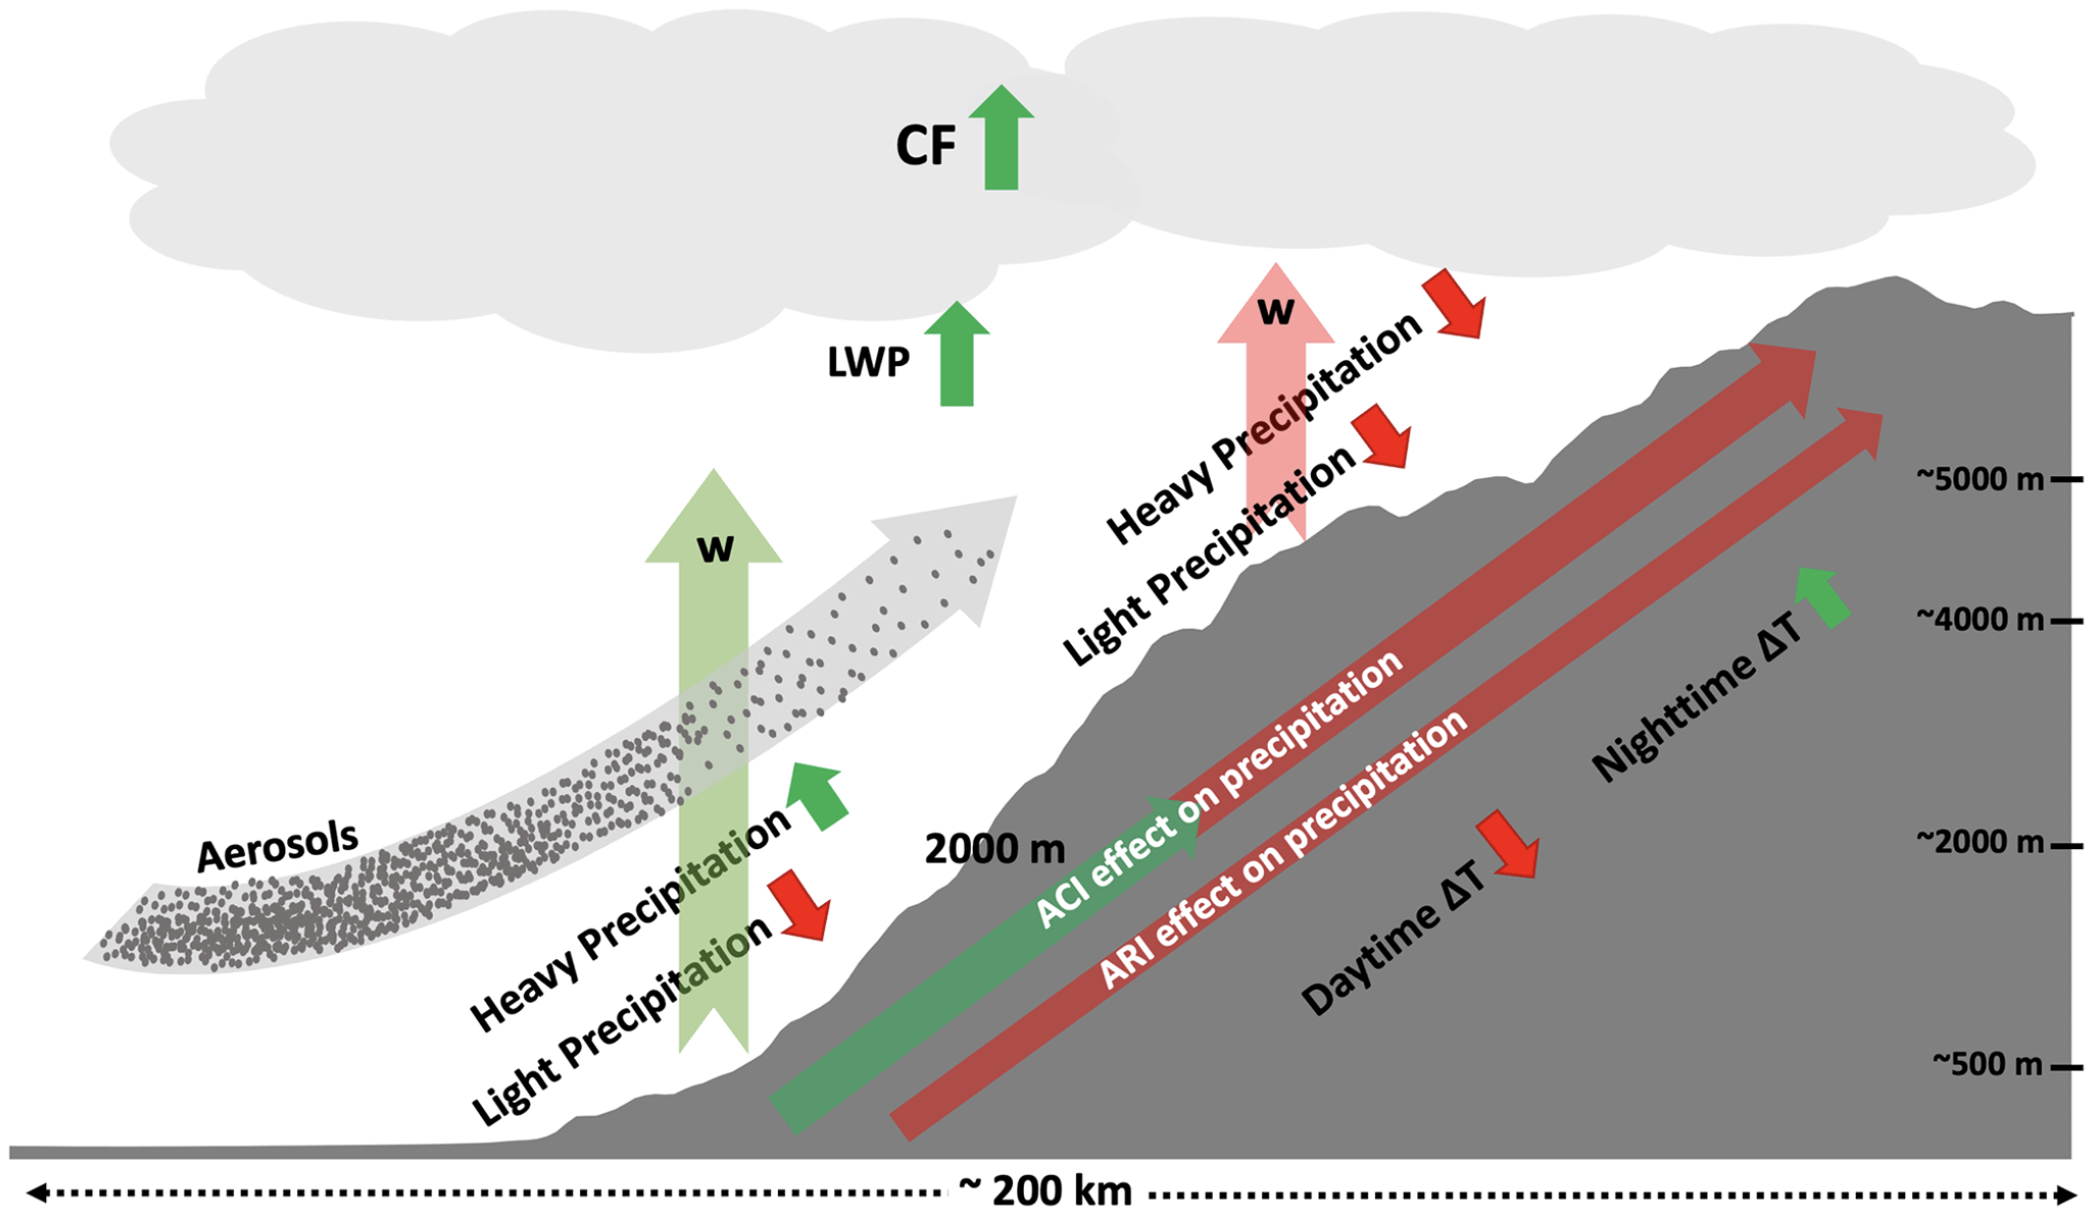 CF
LWP
w
Heavy Precipitation
Light Precipitation
w
Aerosols
Heavy Precipitation
Light Precipitation
2000 m
ACI effect on precipitation
ARI effect on precipitation
Nighttime ΔT
Daytime ΔT
~5000 m
~4000 m
~2000 m
~500 m
~ 200 km